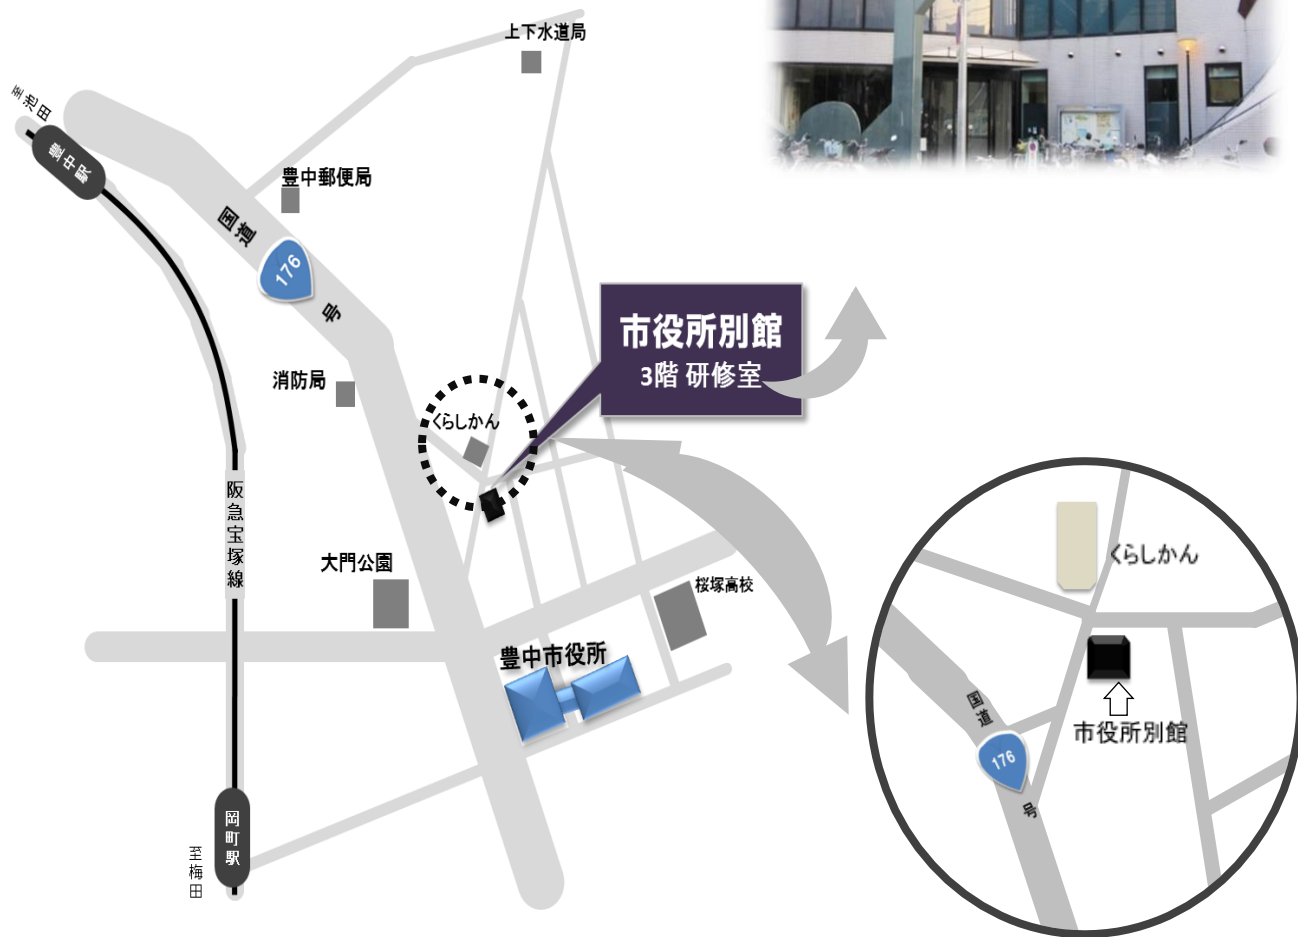 上下水道局
至池田
豊中駅
豊中郵便局
国道
176
号
市役所別館
3階 研修室
消防局
くらしかん
阪急宝塚線
大門公園
桜塚高校
豊中市役所
くらしかん
国道
176
号
市役所別館
岡町駅
至梅田